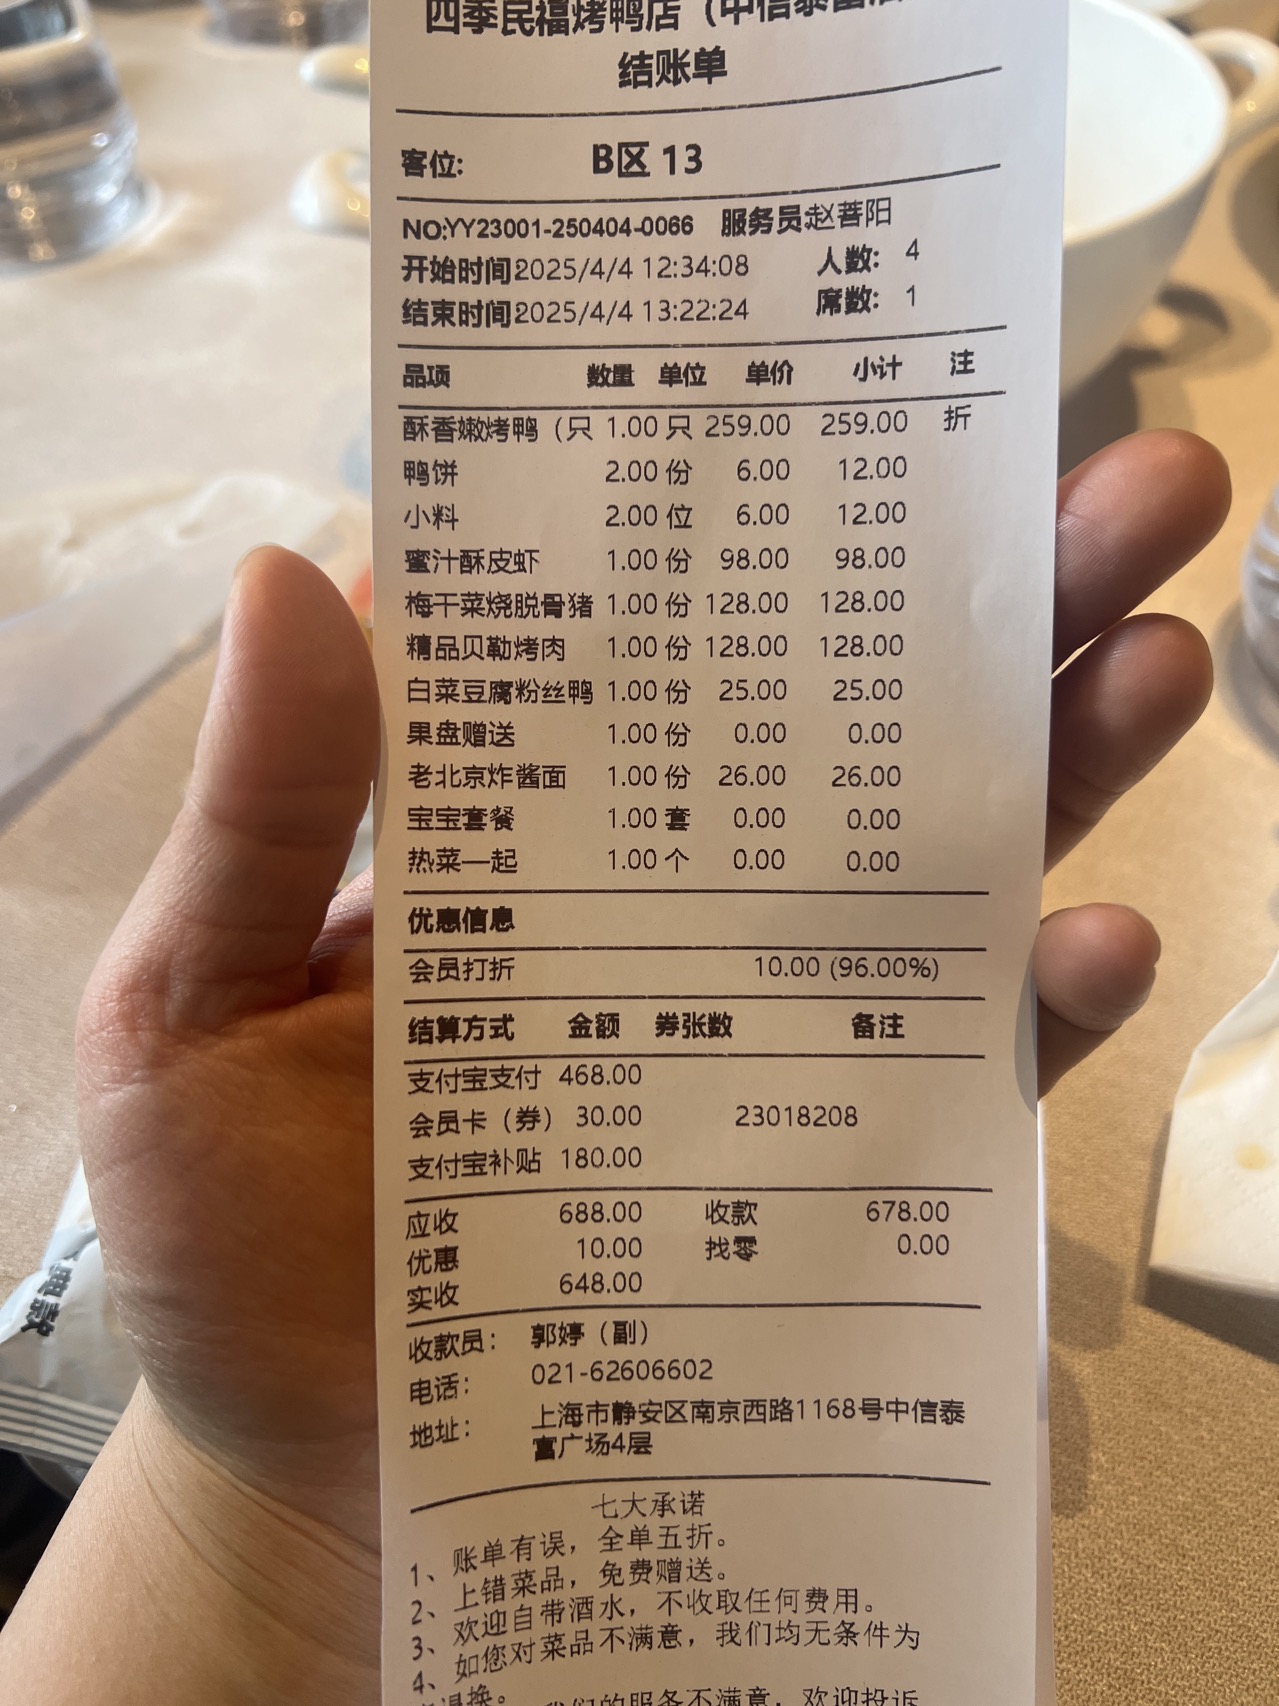 四季民福烤鸭店（中信泰富店
结账单
客位: B区 13
NO:YY23001-250404-0066 服务员:赵菩阳
开始时间:2025/4/4 12:34:08 人数: 4
结束时间:2025/4/4 13:22:24 席数: 1
品项 数量 单位 单价 小计 注
酥香嫩烤鸭（只 1.00 只 259.00 259.00 折
鸭饼 2.00 份 6.00 12.00
小料 2.00 位 6.00 12.00
蜜汁酥皮虾 1.00 份 98.00 98.00
梅干菜烧脱骨猪 1.00 份 128.00 128.00
精品贝勒烤肉 1.00 份 128.00 128.00
白菜豆腐粉丝鸭 1.00 份 25.00 25.00
果盘赠送 1.00 份 0.00 0.00
老北京炸酱面 1.00 份 26.00 26.00
宝宝套餐 1.00 套 0.00 0.00
热菜一起 1.00 个 0.00 0.00
优惠信息
会员打折 10.00 (96.00%)
结算方式 金额 券张数 备注
支付宝支付 468.00
会员卡（券） 30.00 23018208
支付宝补贴 180.00
应收 688.00 收款 678.00
优惠 10.00 找零 0.00
实收 648.00
收款员: 郭婷（副）
电话: 021-62606602
地址: 上海市静安区南京西路1168号中信泰
富广场4层
七大承诺
1、账单有误，全单五折。
2、上错菜品，免费赠送。
3、欢迎自带酒水，不收取任何费用。
4、如您对菜品不满意，我们均无条件为
退换。
我们的服务不满意，欢迎投诉